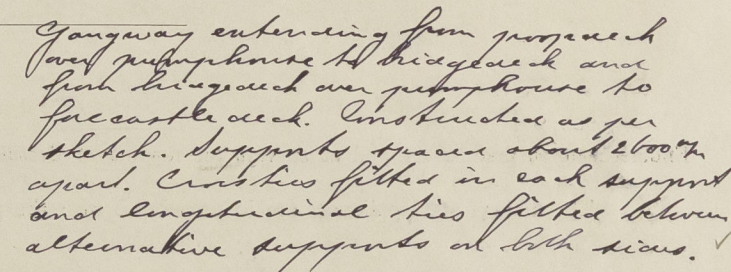 Gangway extending from poopdeck
over pumphouse to bridgedeck and
from bridgedeck over pumphouse to
forecastle deck. Constructed as per
sketch. Supports spaced about 2600 m/m
apart. Crossties fitted in each support
and longitudinal ties fitted between
alternative supports on both sides.